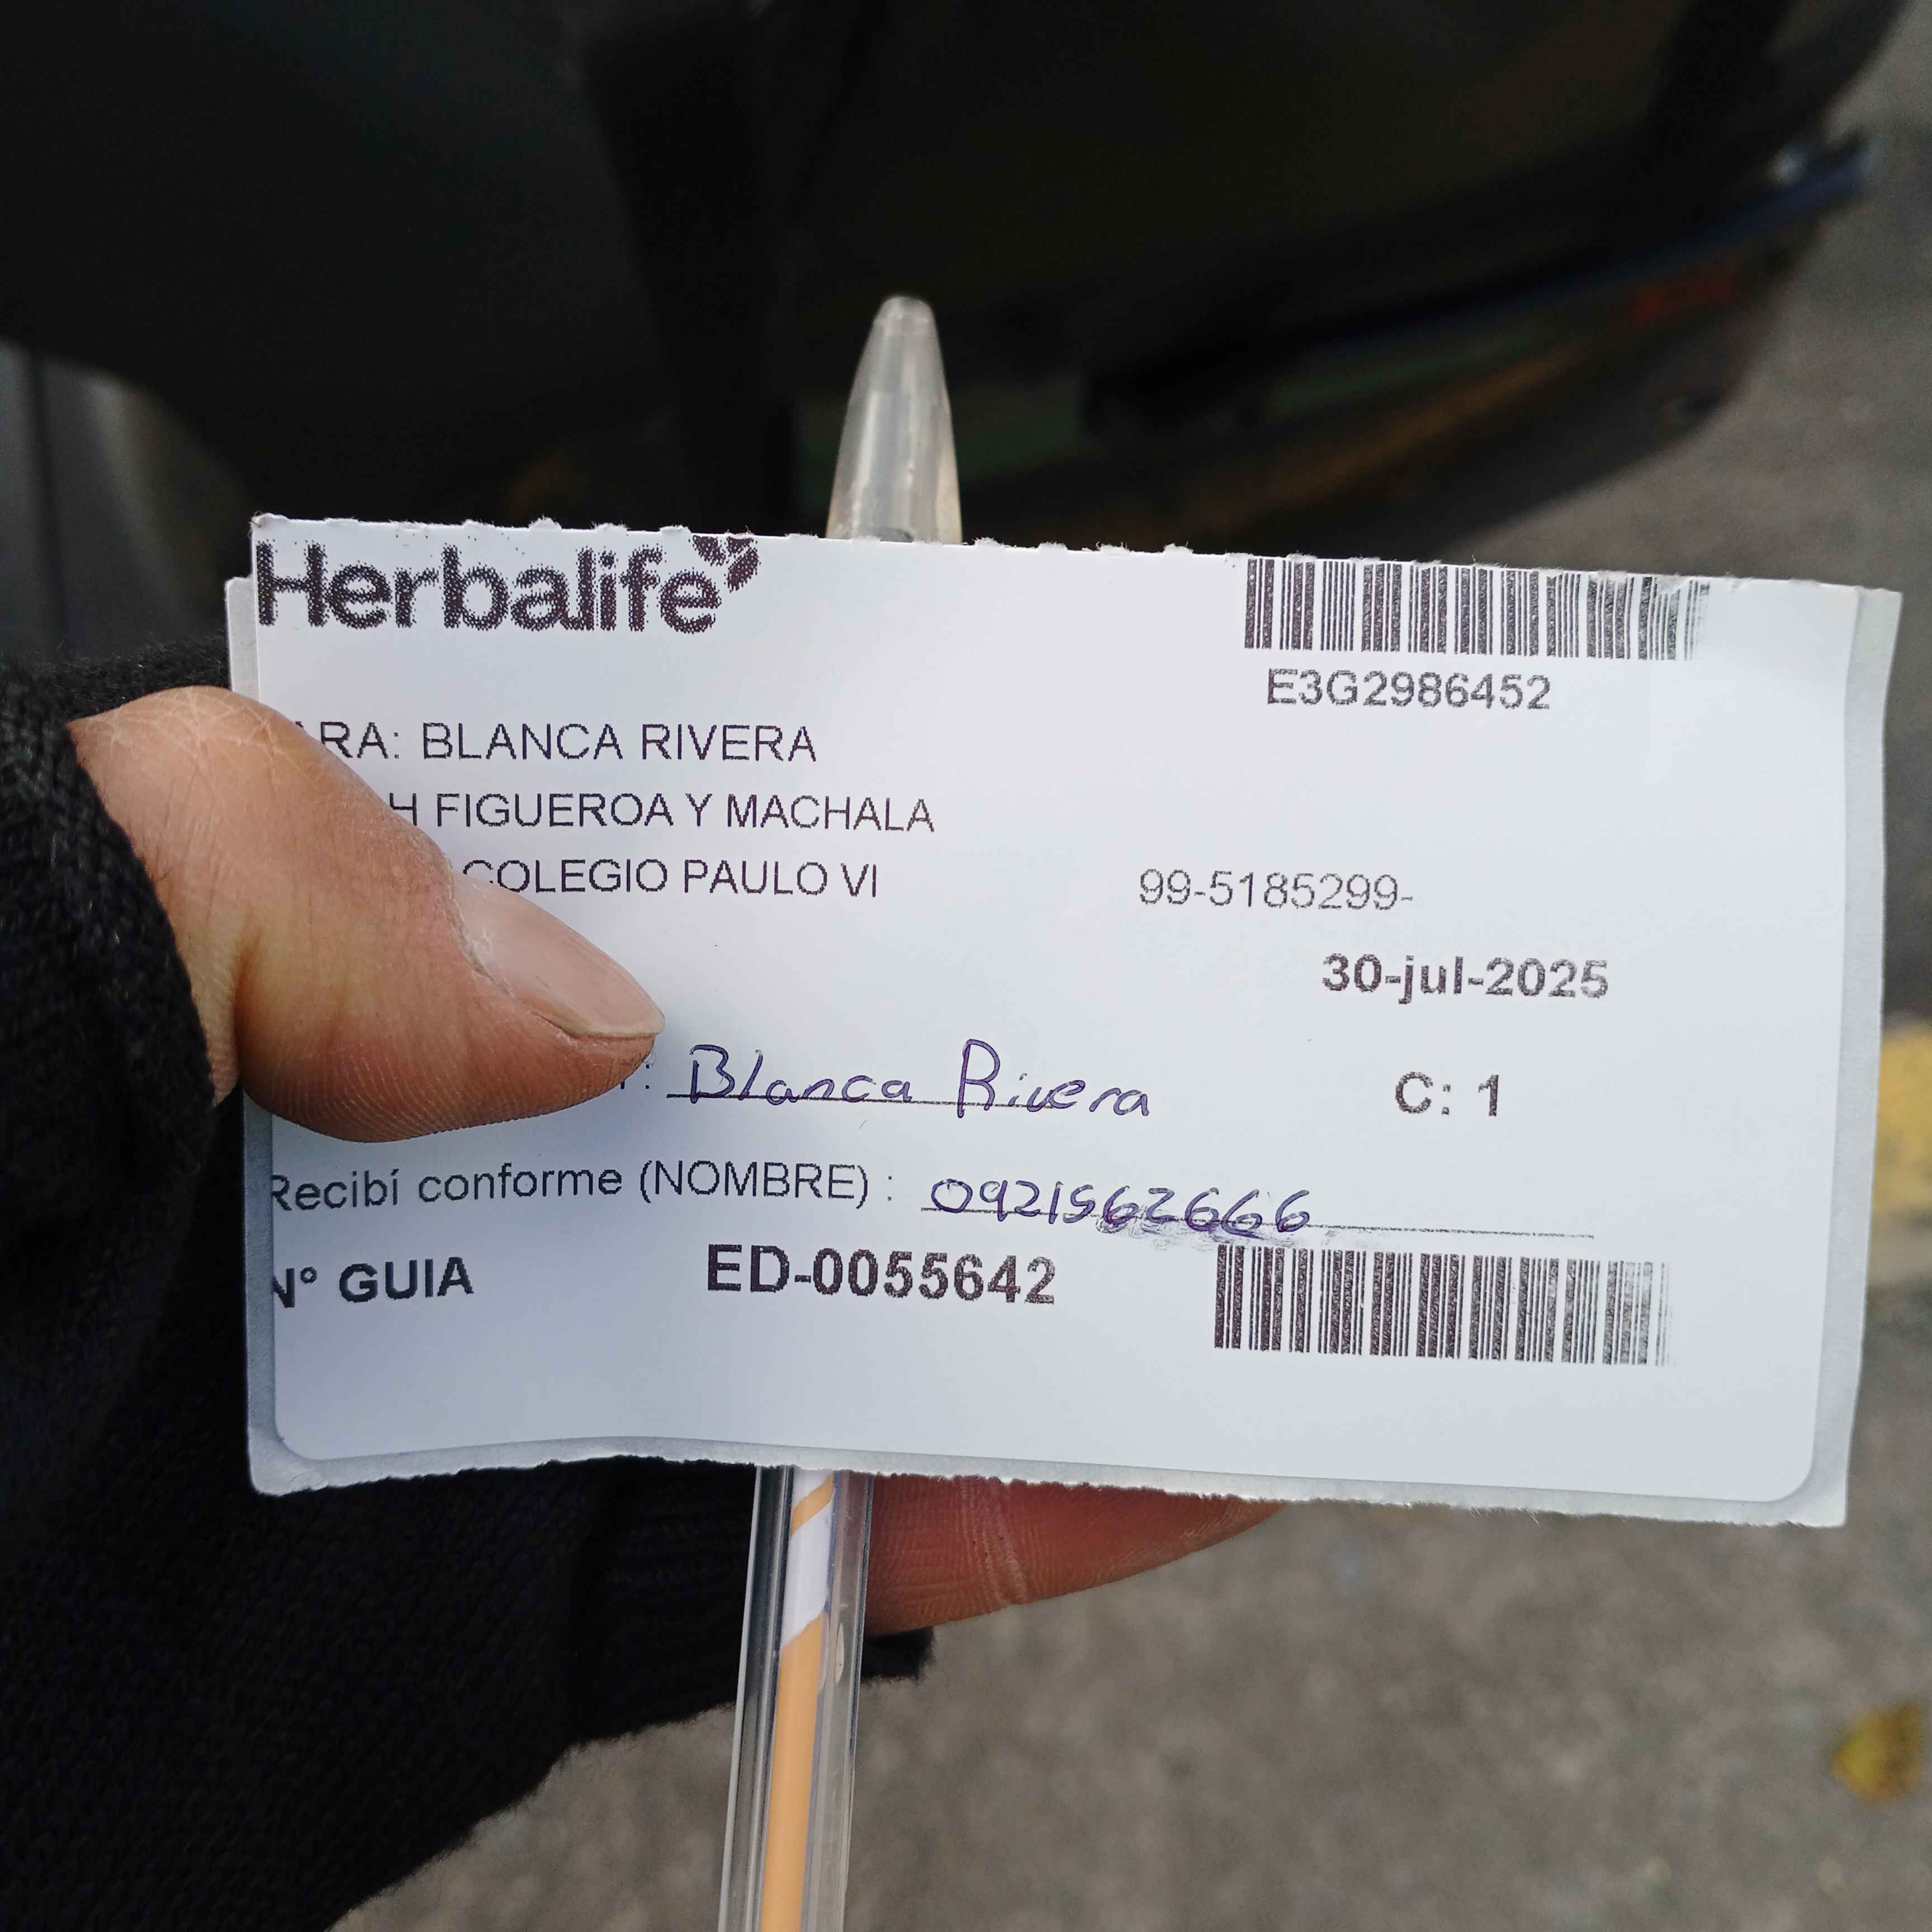 Herbalife
E3G2986452
ARA: BLANCA RIVERA
H FIGUEROA Y MACHALA
COLEGIO PAULO VI
99-5185299-
30-jul-2025
: Blanca Rivera
C: 1
Recibí conforme (NOMBRE) : 0921562666
N° GUIA ED-0055642